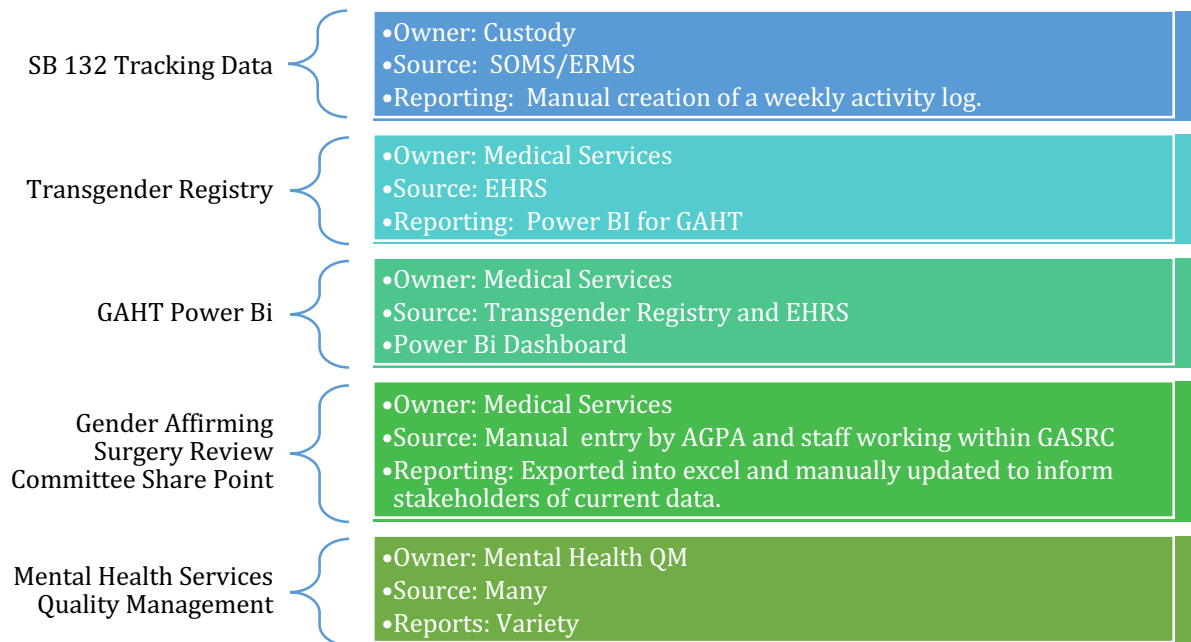 SB 132 Tracking Data
•Owner: Custody
•Source:  SOMS/ERMS
•Reporting:  Manual creation of a weekly activity log.
Transgender Registry
•Owner: Medical Services
•Source: EHRS
•Reporting:  Power BI for GAHT
GAHT Power Bi
•Owner: Medical Services
•Source: Transgender Registry and EHRS
•Power Bi Dashboard
Gender Affirming
Surgery Review
Committee Share Point
•Owner: Medical Services
•Source: Manual  entry by AGPA and staff working within GASRC
•Reporting: Exported into excel and manually updated to inform
stakeholders of current data.
Mental Health Services
Quality Management
•Owner: Mental Health QM
•Source: Many
•Reports: Variety